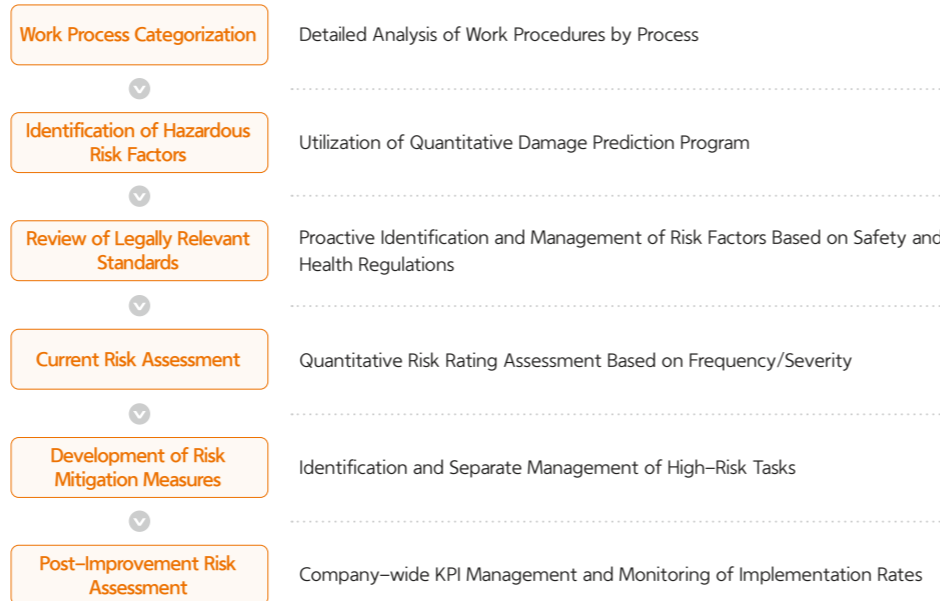 Work Process Categorization
Detailed Analysis of Work Procedures by Process
Identification of Hazardous
Risk Factors
Utilization of Quantitative Damage Prediction Program
Review of Legally Relevant
Standards
Proactive Identification and Management of Risk Factors Based on Safety and
Health Regulations
Current Risk Assessment
Quantitative Risk Rating Assessment Based on Frequency/Severity
Development of Risk
Mitigation Measures
Identification and Separate Management of High-Risk Tasks
Post-Improvement Risk
Assessment
Company-wide KPI Management and Monitoring of Implementation Rates